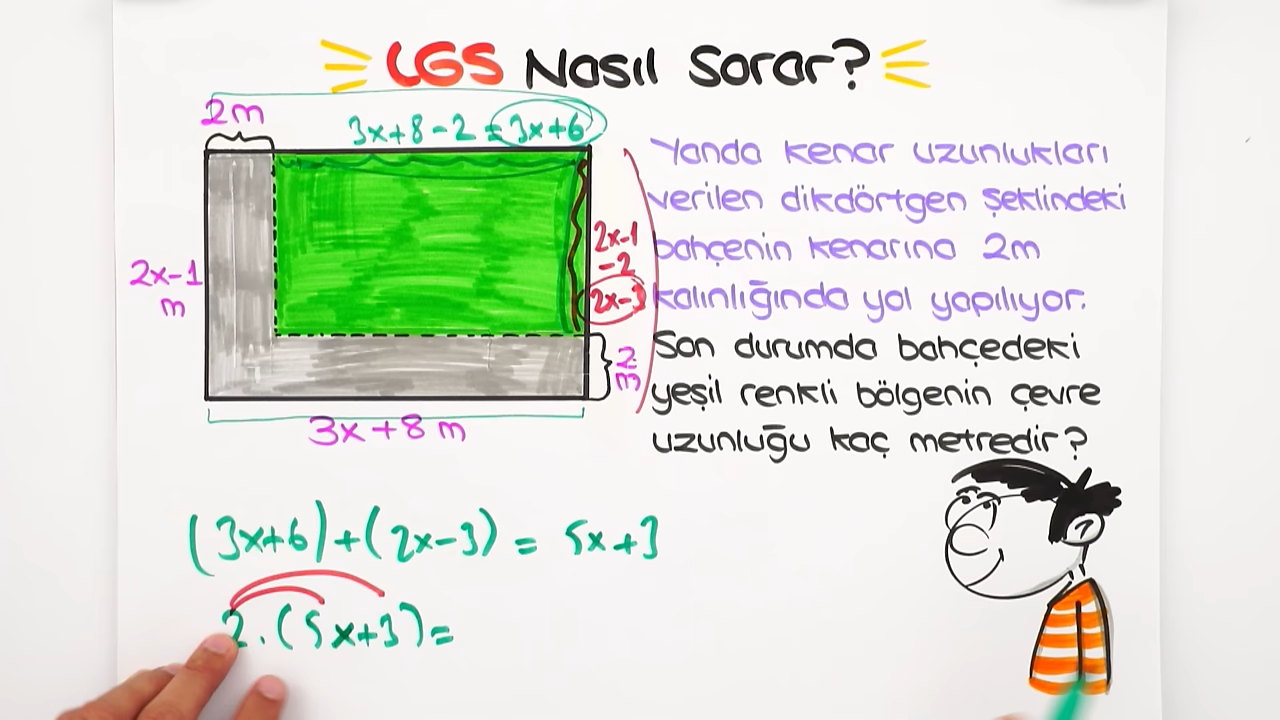 LGS Nasıl Sorar?
2m
3x+8-2=3x+6
Yanda kenar uzunlukları
verilen dikdörtgen şeklindeki
bahçenin kenarına 2m
kalınlığında yol yapılıyor.
Son durumda bahçedeki
yeşil renkli bölgenin çevre
uzunluğu kaç metredir?
2x-1
m
2x-1
-2
2x-3
2
m
3x+8 m
(3x+6)+(2x-3) = 5x+3
2.(5x+3)=